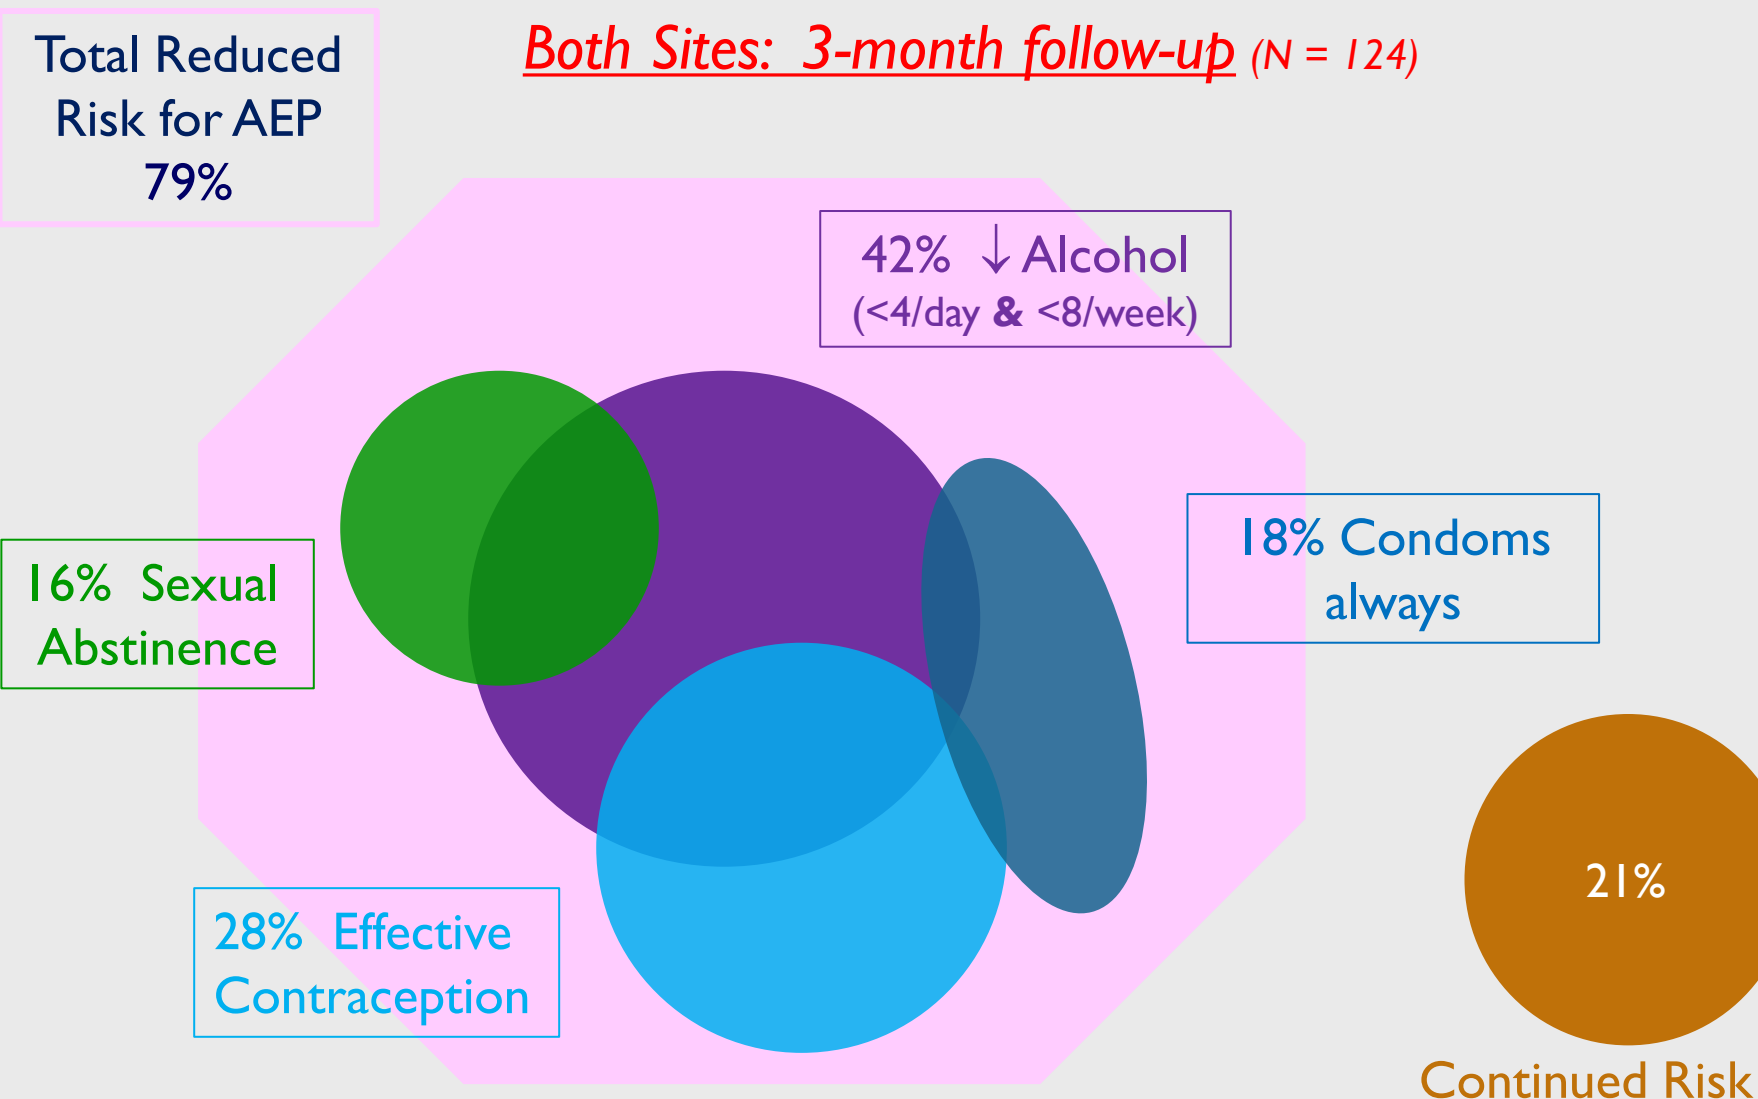 Total Reduced
Risk for AEP
79%
Both Sites: 3-month follow-up (N = 124)
42% ↓ Alcohol
(<4/day & <8/week)
18% Condoms
always
16% Sexual
Abstinence
28% Effective
Contraception
21%
Continued Risk